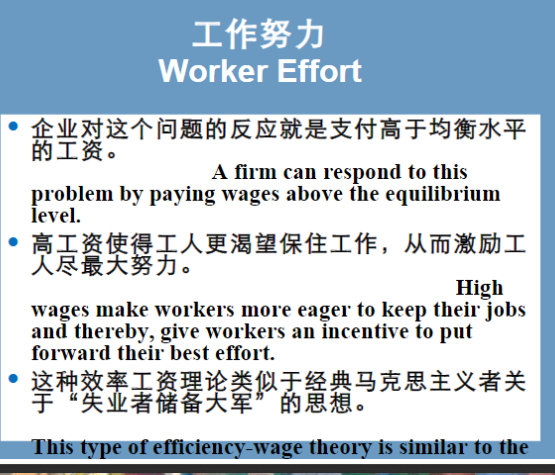 工作努力
Worker Effort
• 企业对这个问题的反应就是支付高于均衡水平
的工资。
A firm can respond to this
problem by paying wages above the equilibrium
level.
• 高工资使得工人更渴望保住工作，从而激励工
人尽最大努力。
High
wages make workers more eager to keep their jobs
and thereby, give workers an incentive to put
forward their best effort.
• 这种效率工资理论类似于经典马克思主义者关
于“失业者储备大军”的思想。
This type of efficiency-wage theory is similar to the